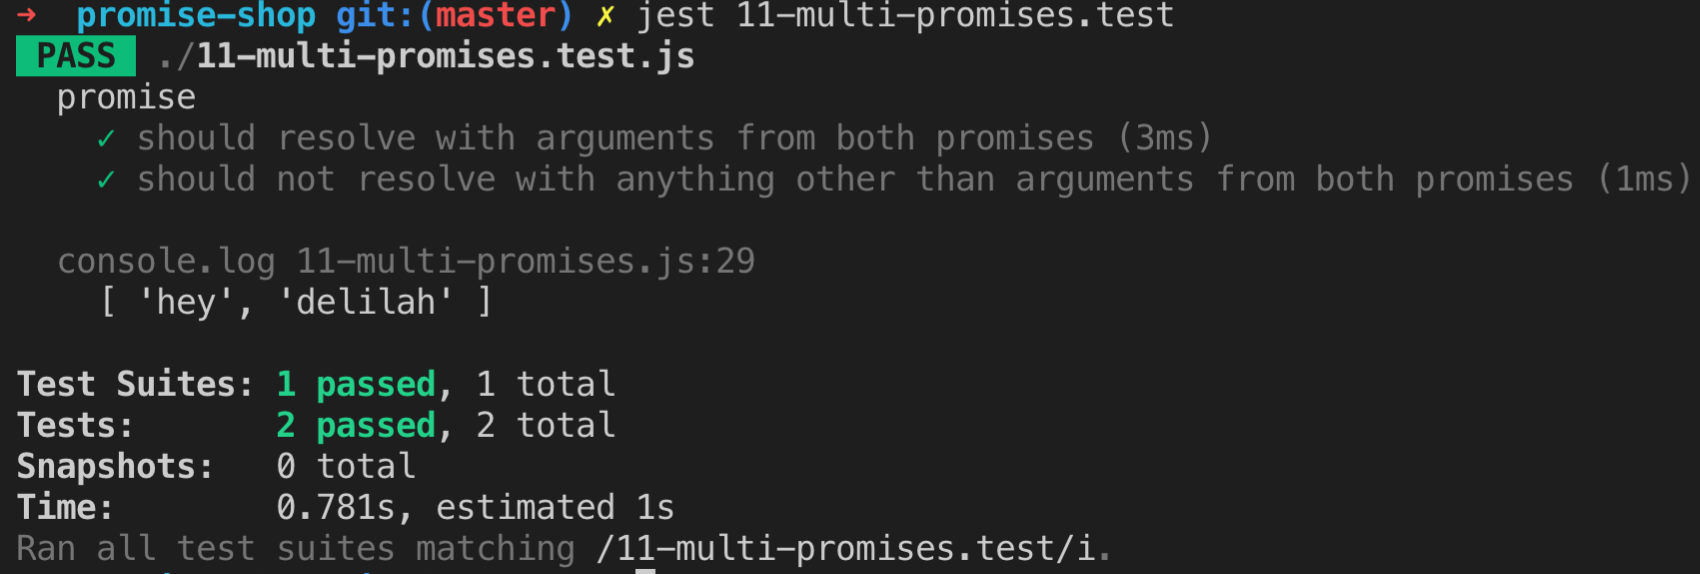 → promise-shop git:(master) ✗ jest 11-multi-promises.test
PASS ./11-multi-promises.test.js
promise
✓ should resolve with arguments from both promises (3ms)
✓ should not resolve with anything other than arguments from both promises (1ms)
console.log 11-multi-promises.js:29
[ 'hey', 'delilah' ]
Test Suites: 1 passed, 1 total
Tests: 2 passed, 2 total
Snapshots: 0 total
Time: 0.781s, estimated 1s
Ran all test suites matching /11-multi-promises.test/i.